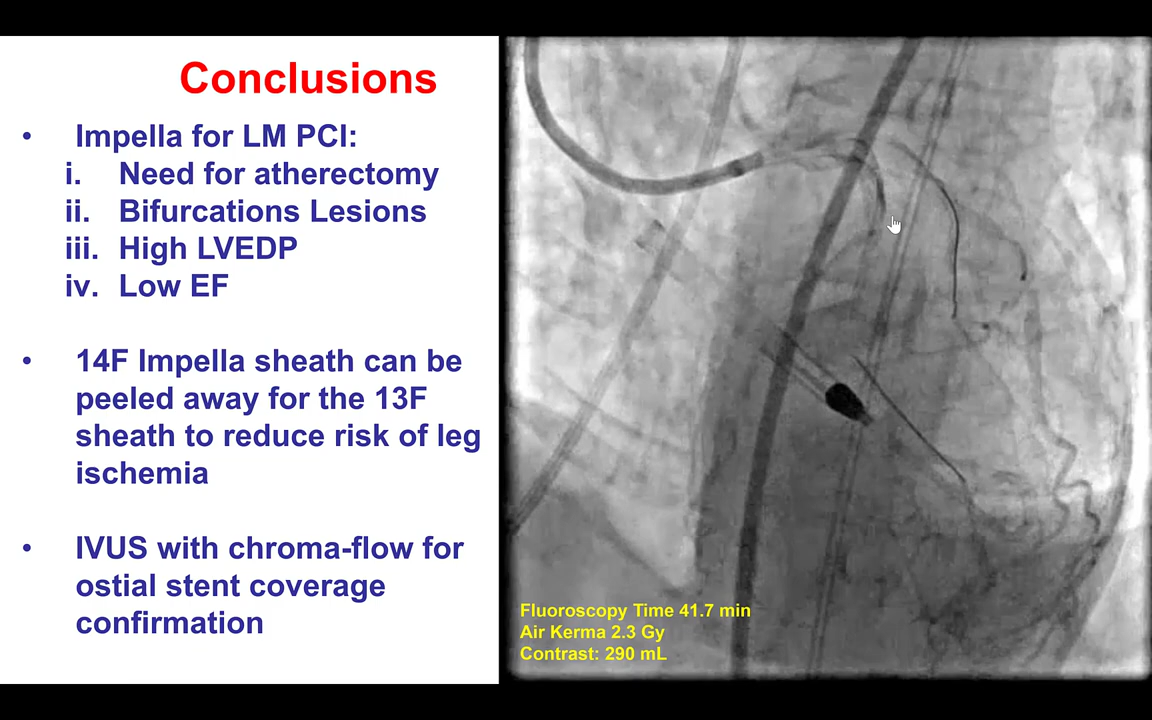 Conclusions
• Impella for LM PCI:
i. Need for atherectomy
ii. Bifurcations Lesions
iii. High LVEDP
iv. Low EF
• 14F Impella sheath can be
peeled away for the 13F
sheath to reduce risk of leg
ischemia
• IVUS with chroma-flow for
ostial stent coverage
confirmation
Fluoroscopy Time 41.7 min
Air Kerma 2.3 Gy
Contrast: 290 mL